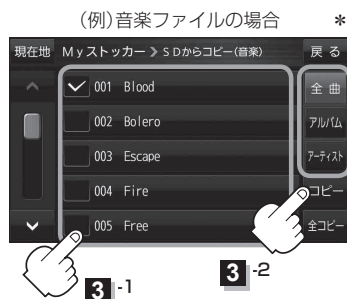 (例)音楽ファイルの場合 *
現在地 Myストッカー > SDからコピー(音楽) 戻る
001 Blood 全曲
002 Bolero アルバム
003 Escape アーティスト
004 Fire コピー
005 Free 全コピー
3-1 3-2